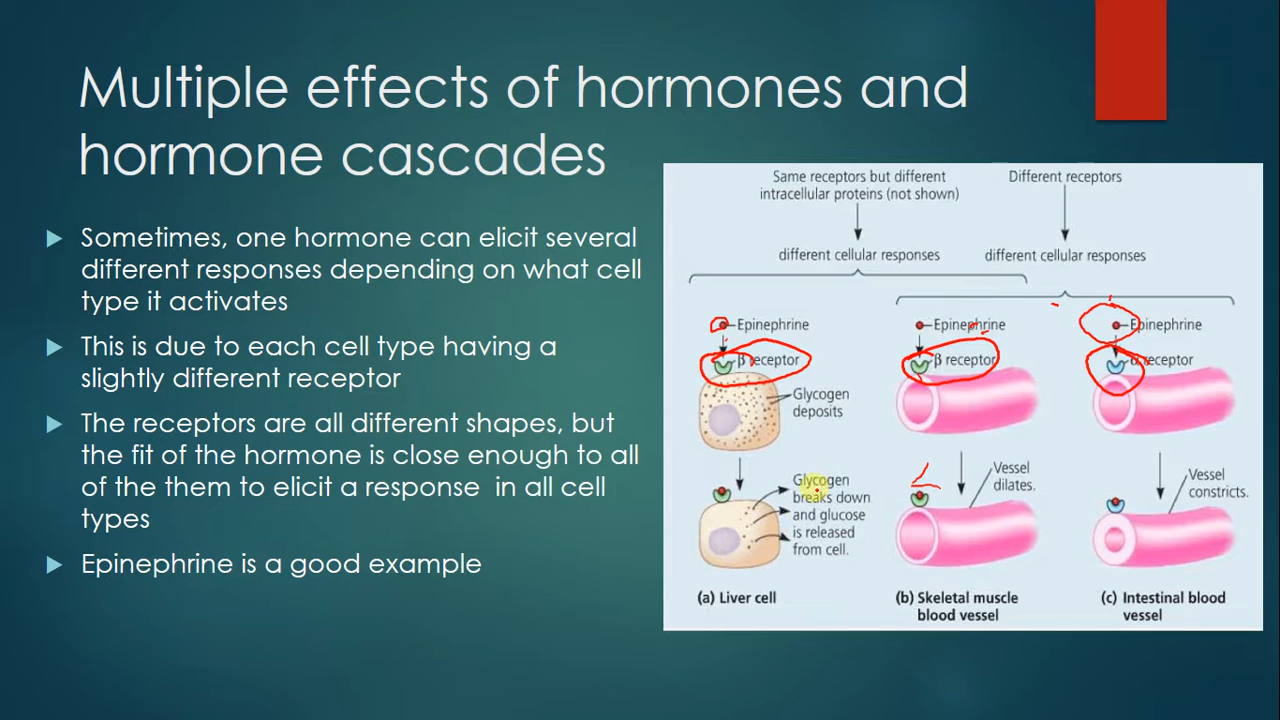 Multiple effects of hormones and
hormone cascades
Sometimes, one hormone can elicit several
different responses depending on what cell
type it activates
This is due to each cell type having a
slightly different receptor
The receptors are all different shapes, but
the fit of the hormone is close enough to all
of the them to elicit a response in all cell
types
Epinephrine is a good example
Same receptors but different
intracellular proteins (not shown)
Different receptors
different cellular responses
different cellular responses
Epinephrine
Epinephrine
Epinephrine
β receptor
β receptor
α receptor
Glycogen
deposits
Glycogen
breaks down
and glucose
is released
from cell.
Vessel
dilates.
Vessel
constricts.
(a) Liver cell
(b) Skeletal muscle
blood vessel
(c) Intestinal blood
vessel